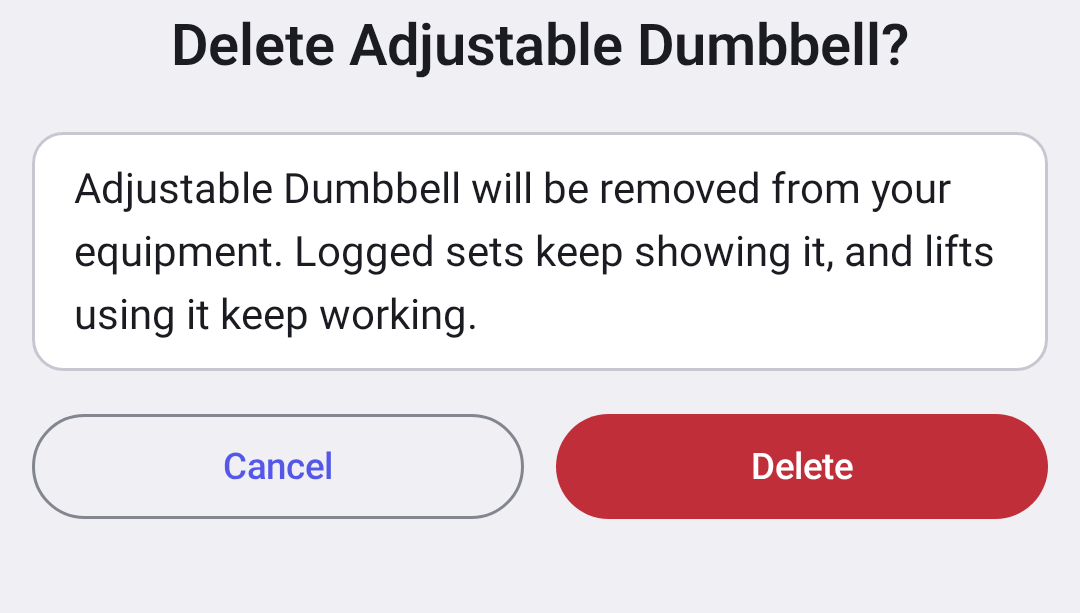 Delete Adjustable Dumbbell?
Adjustable Dumbbell will be removed from your
equipment. Logged sets keep showing it, and lifts
using it keep working.
Cancel
Delete